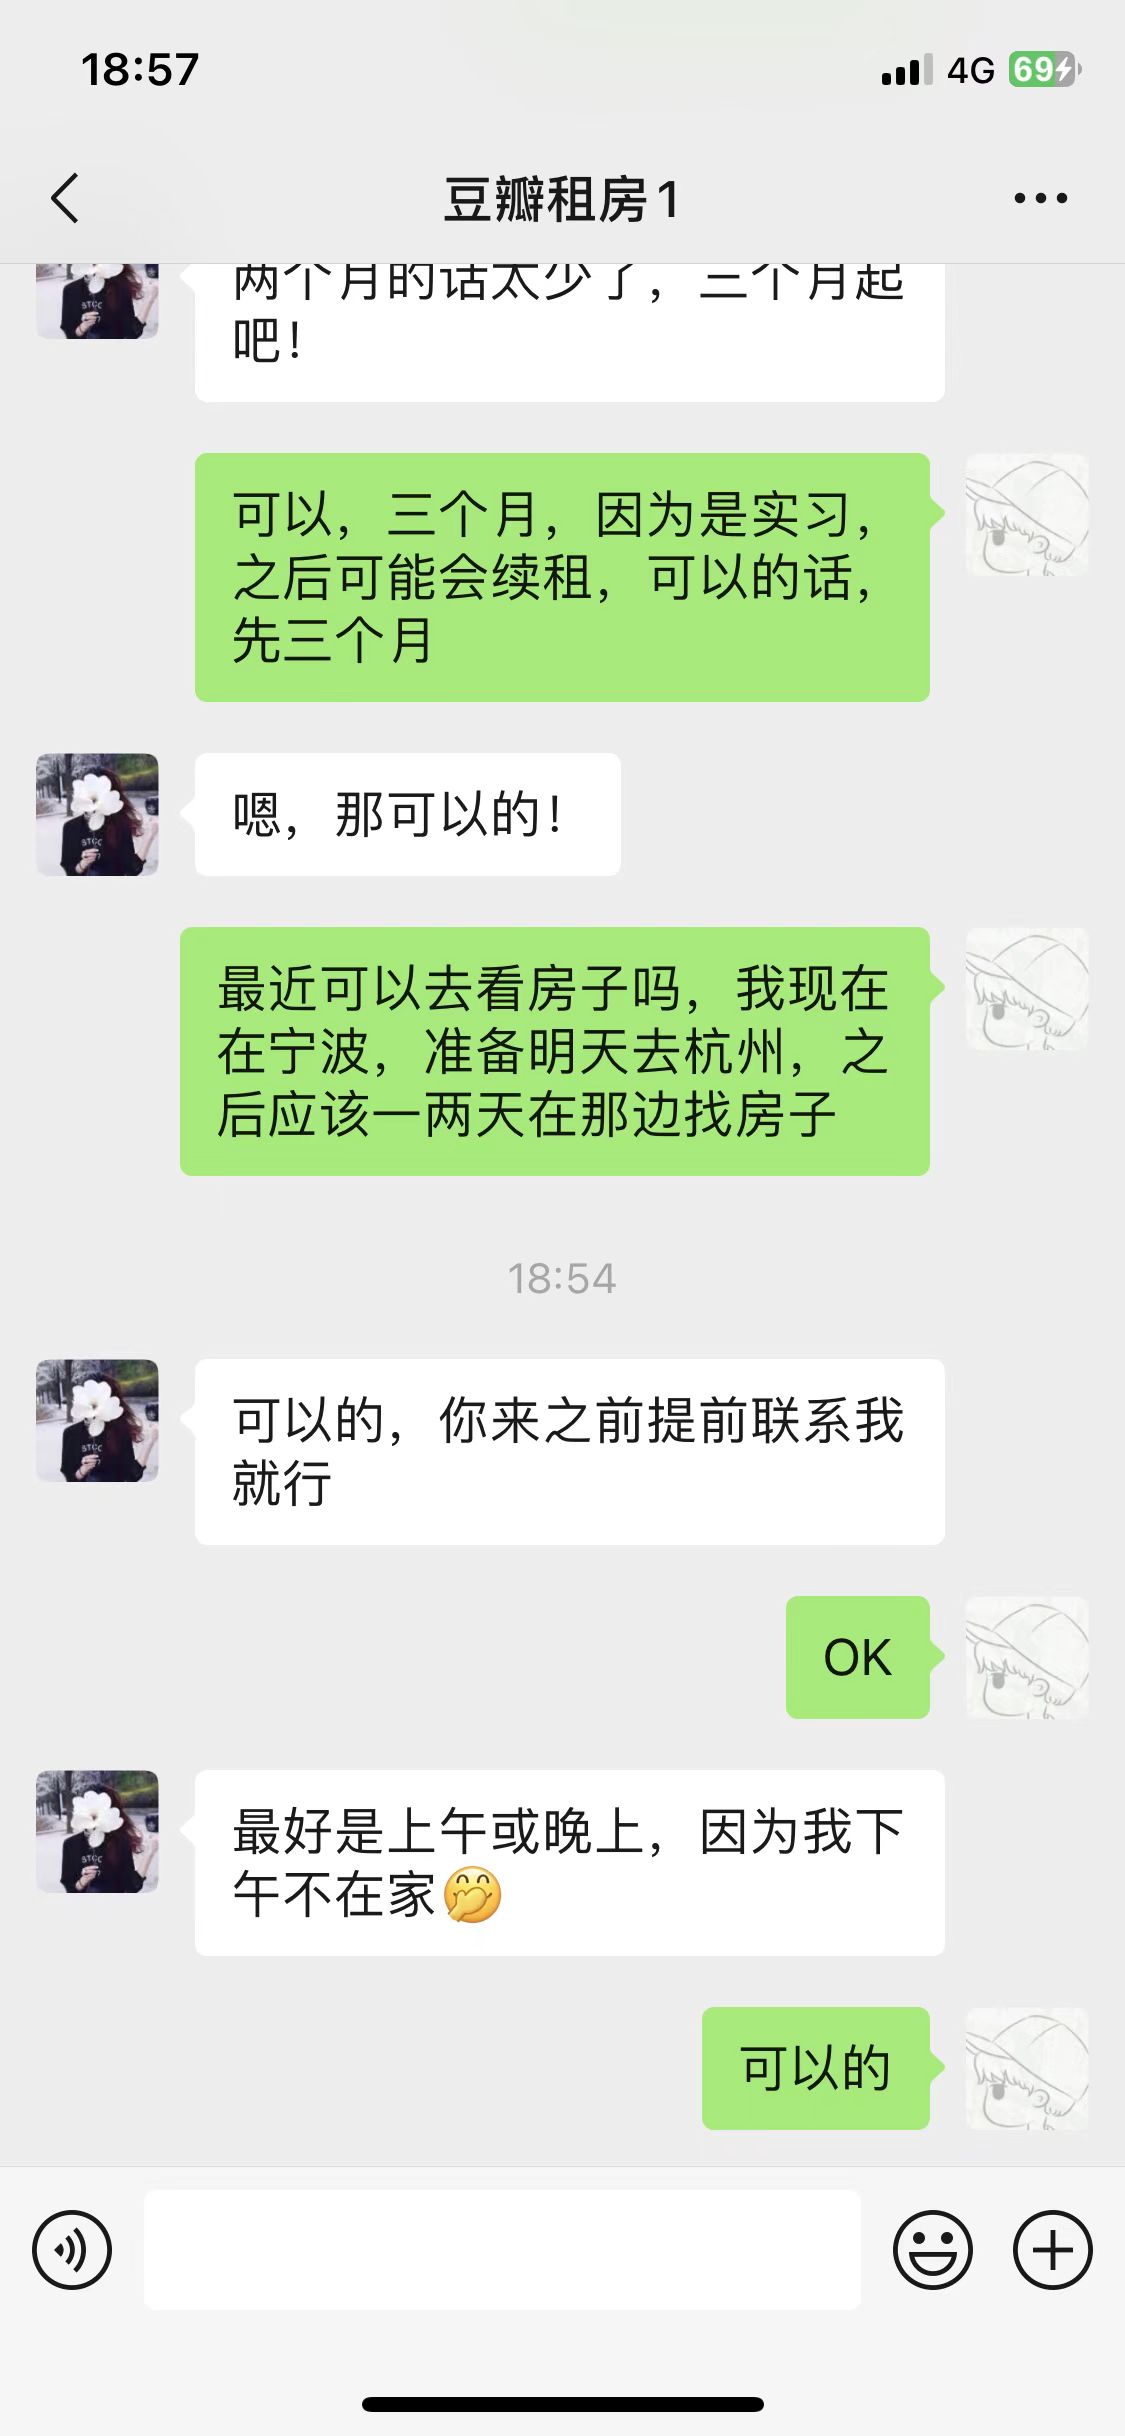 18:57
4G 69
豆瓣租房1
两个月的话太少了，三个月起
吧！
可以，三个月，因为是实习，
之后可能会续租，可以的话，
先三个月
嗯，那可以的！
最近可以去看房子吗，我现在
在宁波，准备明天去杭州，之
后应该一两天在那边找房子
18:54
可以的，你来之前提前联系我
就行
OK
最好是上午或晚上，因为我下
午不在家🤭
可以的